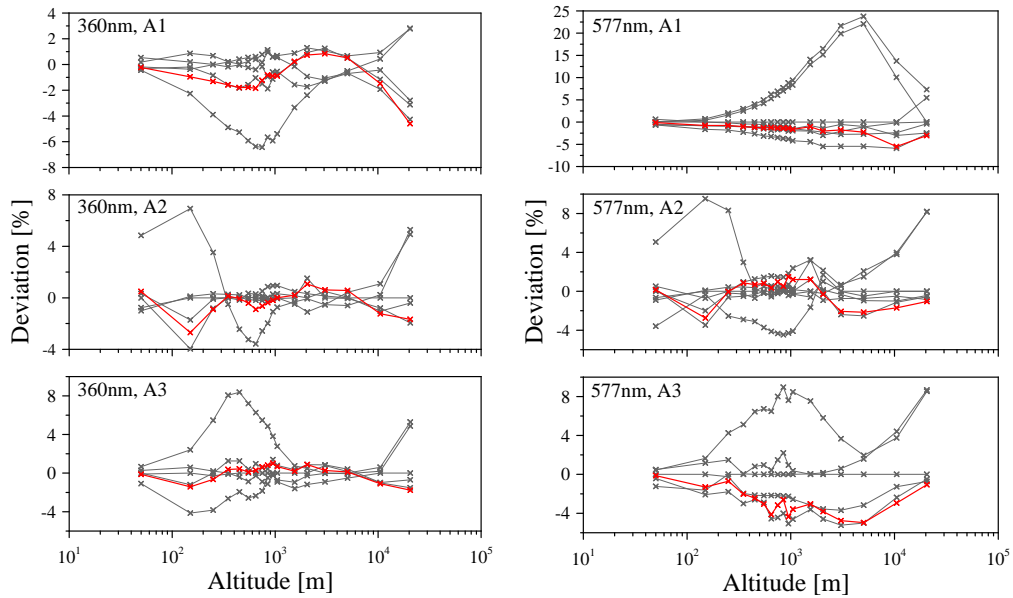 360nm, A1
4
2
0
-2
-4
-6
-8
577nm, A1
25
20
15
10
5
0
-5
-10
Deviation [%]
360nm, A2
8
4
0
-4
Deviation [%]
577nm, A2
8
4
0
-4
360nm, A3
8
4
0
-4
10¹ 10² 10³ 10⁴ 10⁵
Altitude [m]
577nm, A3
8
4
0
-4
10¹ 10² 10³ 10⁴ 10⁵
Altitude [m]